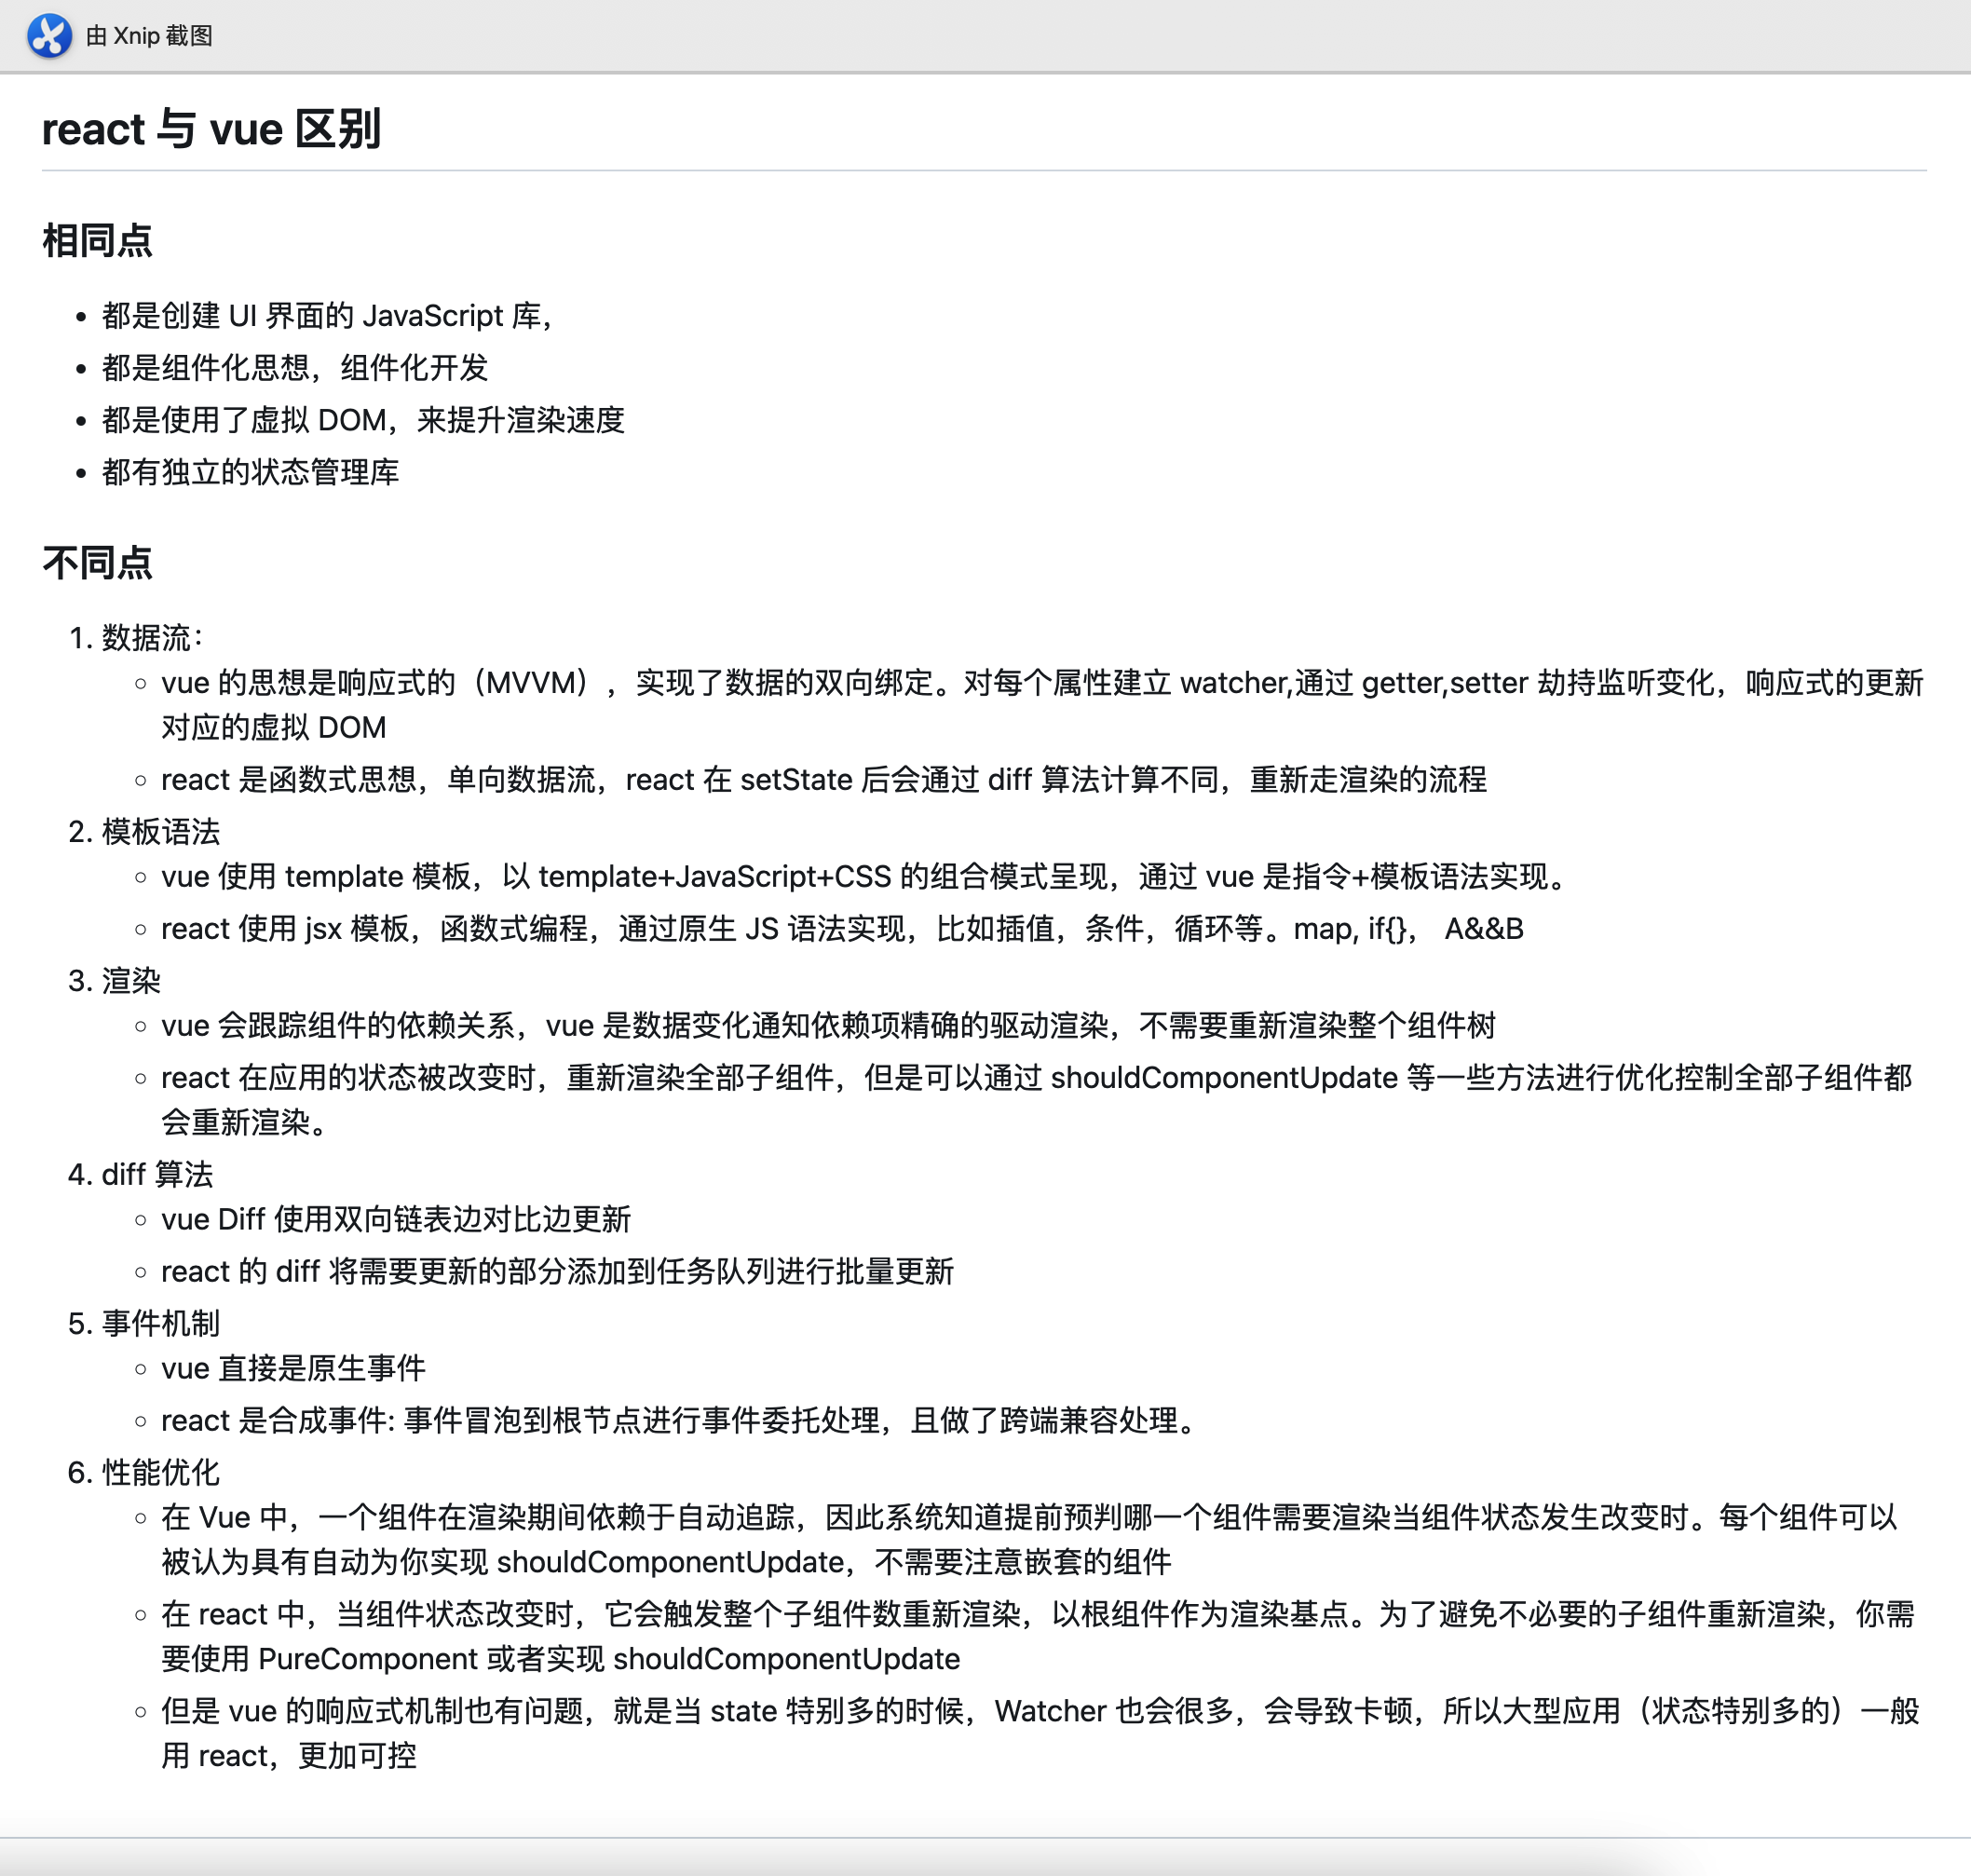 由 Xnip 截图
react 与 vue 区别
相同点
• 都是创建 UI 界面的 JavaScript 库，
• 都是组件化思想，组件化开发
• 都是使用了虚拟 DOM，来提升渲染速度
• 都有独立的状态管理库
不同点
1. 数据流：
◦ vue 的思想是响应式的（MVVM），实现了数据的双向绑定。对每个属性建立 watcher,通过 getter,setter 劫持监听变化，响应式的更新
对应的虚拟 DOM
◦ react 是函数式思想，单向数据流，react 在 setState 后会通过 diff 算法计算不同，重新走渲染的流程
2. 模板语法
◦ vue 使用 template 模板，以 template+JavaScript+CSS 的组合模式呈现，通过 vue 是指令+模板语法实现。
◦ react 使用 jsx 模板，函数式编程，通过原生 JS 语法实现，比如插值，条件，循环等。map, if{}， A&&B
3. 渲染
◦ vue 会跟踪组件的依赖关系，vue 是数据变化通知依赖项精确的驱动渲染，不需要重新渲染整个组件树
◦ react 在应用的状态被改变时，重新渲染全部子组件，但是可以通过 shouldComponentUpdate 等一些方法进行优化控制全部子组件都
会重新渲染。
4. diff 算法
◦ vue Diff 使用双向链表边对比边更新
◦ react 的 diff 将需要更新的部分添加到任务队列进行批量更新
5. 事件机制
◦ vue 直接是原生事件
◦ react 是合成事件: 事件冒泡到根节点进行事件委托处理，且做了跨端兼容处理。
6. 性能优化
◦ 在 Vue 中，一个组件在渲染期间依赖于自动追踪，因此系统知道提前预判哪一个组件需要渲染当组件状态发生改变时。每个组件可以
被认为具有自动为你实现 shouldComponentUpdate，不需要注意嵌套的组件
◦ 在 react 中，当组件状态改变时，它会触发整个子组件数重新渲染，以根组件作为渲染基点。为了避免不必要的子组件重新渲染，你需
要使用 PureComponent 或者实现 shouldComponentUpdate
◦ 但是 vue 的响应式机制也有问题，就是当 state 特别多的时候，Watcher 也会很多，会导致卡顿，所以大型应用（状态特别多的）一般
用 react，更加可控